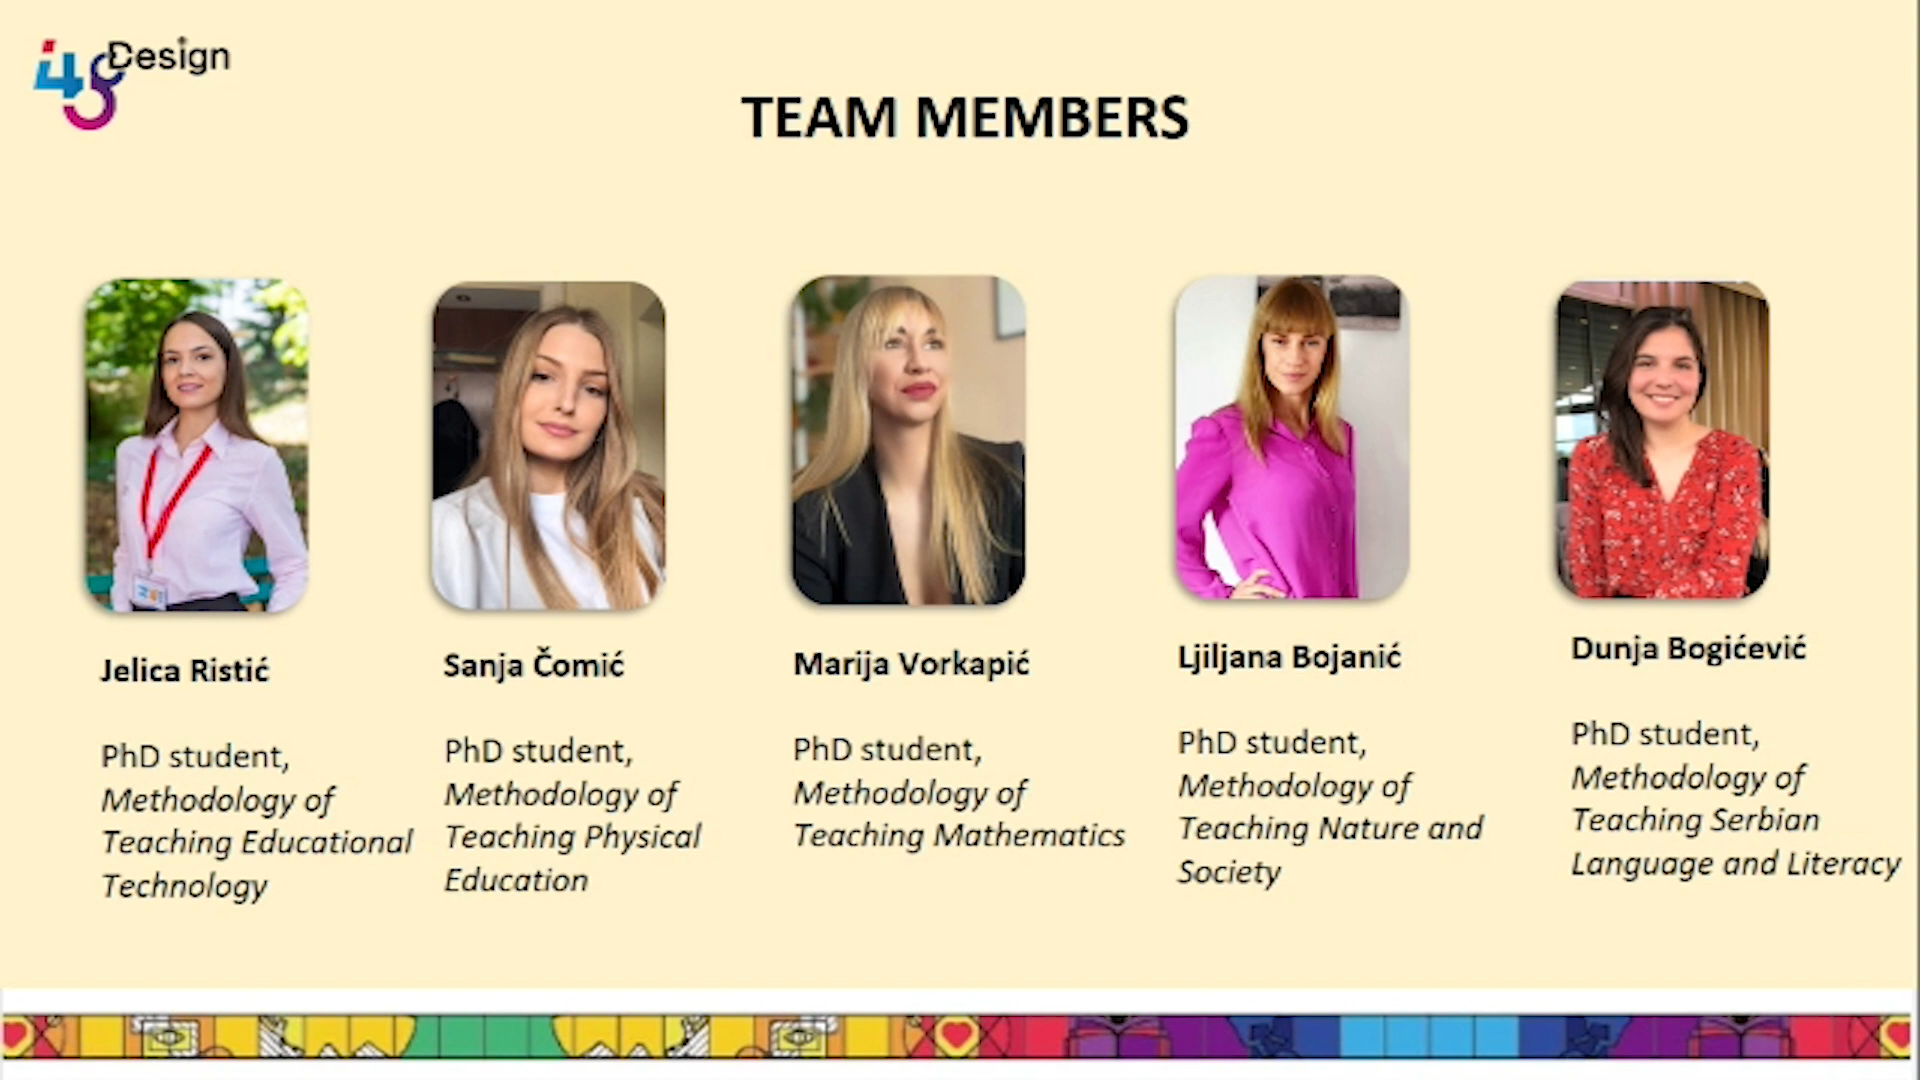 i48 Design
TEAM MEMBERS
Jelica Ristić
PhD student,
Methodology of
Teaching Educational
Technology
Sanja Čomić
PhD student,
Methodology of
Teaching Physical
Education
Marija Vorkapić
PhD student,
Methodology of
Teaching Mathematics
Ljiljana Bojanić
PhD student,
Methodology of
Teaching Nature and
Society
Dunja Bogićević
PhD student,
Methodology of
Teaching Serbian
Language and Literacy